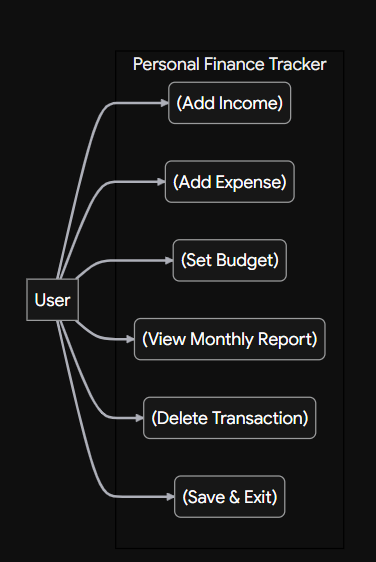 Personal Finance Tracker
(Add Income)
(Add Expense)
(Set Budget)
User
(View Monthly Report)
(Delete Transaction)
(Save & Exit)